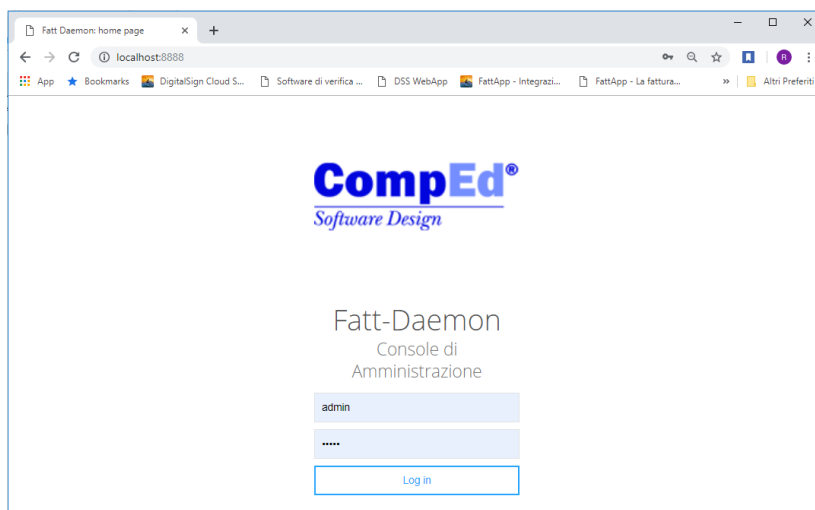 Fatt Daemon: home page
localhost:8888
App Bookmarks DigitalSign Cloud S... Software di verifica ... DSS WebApp FattApp - Integrazi... FattApp - La fattura... » Altri Preferiti
CompEd®
Software Design
Fatt-Daemon
Console di
Amministrazione
admin
•••••
Log in